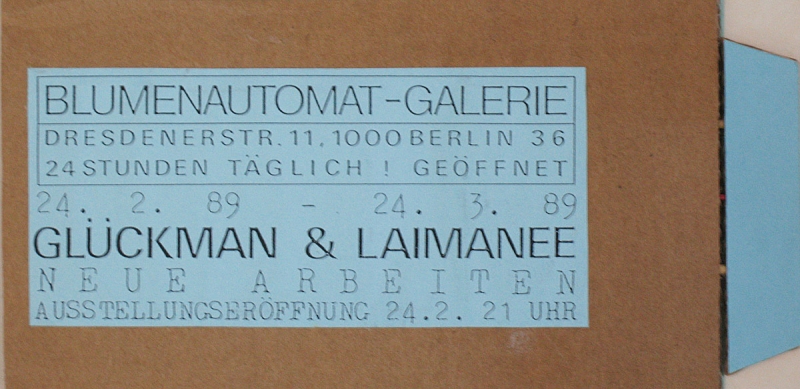 BLUMENAUTOMAT-GALERIE
DRESDENERSTR. 11, 1000 BERLIN 36
24 STUNDEN TÄGLICH ! GEÖFFNET
24. 2. 89 - 24. 3. 89
GLÜCKMAN & LAIMANEE
NEUE ARBEITEN
AUSSTELLUNGSERÖFFNUNG 24.2. 21 UHR